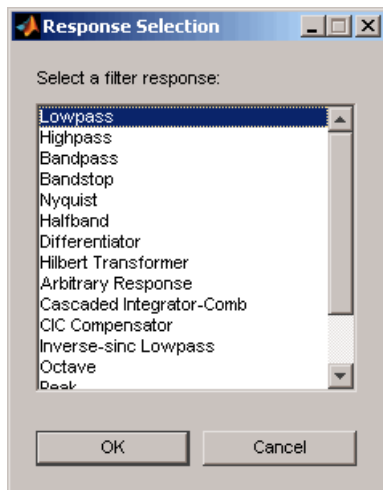 Response Selection
Select a filter response:
Lowpass
Highpass
Bandpass
Bandstop
Nyquist
Halfband
Differentiator
Hilbert Transformer
Arbitrary Response
Cascaded Integrator-Comb
CIC Compensator
Inverse-sinc Lowpass
Octave
Peak
OK Cancel